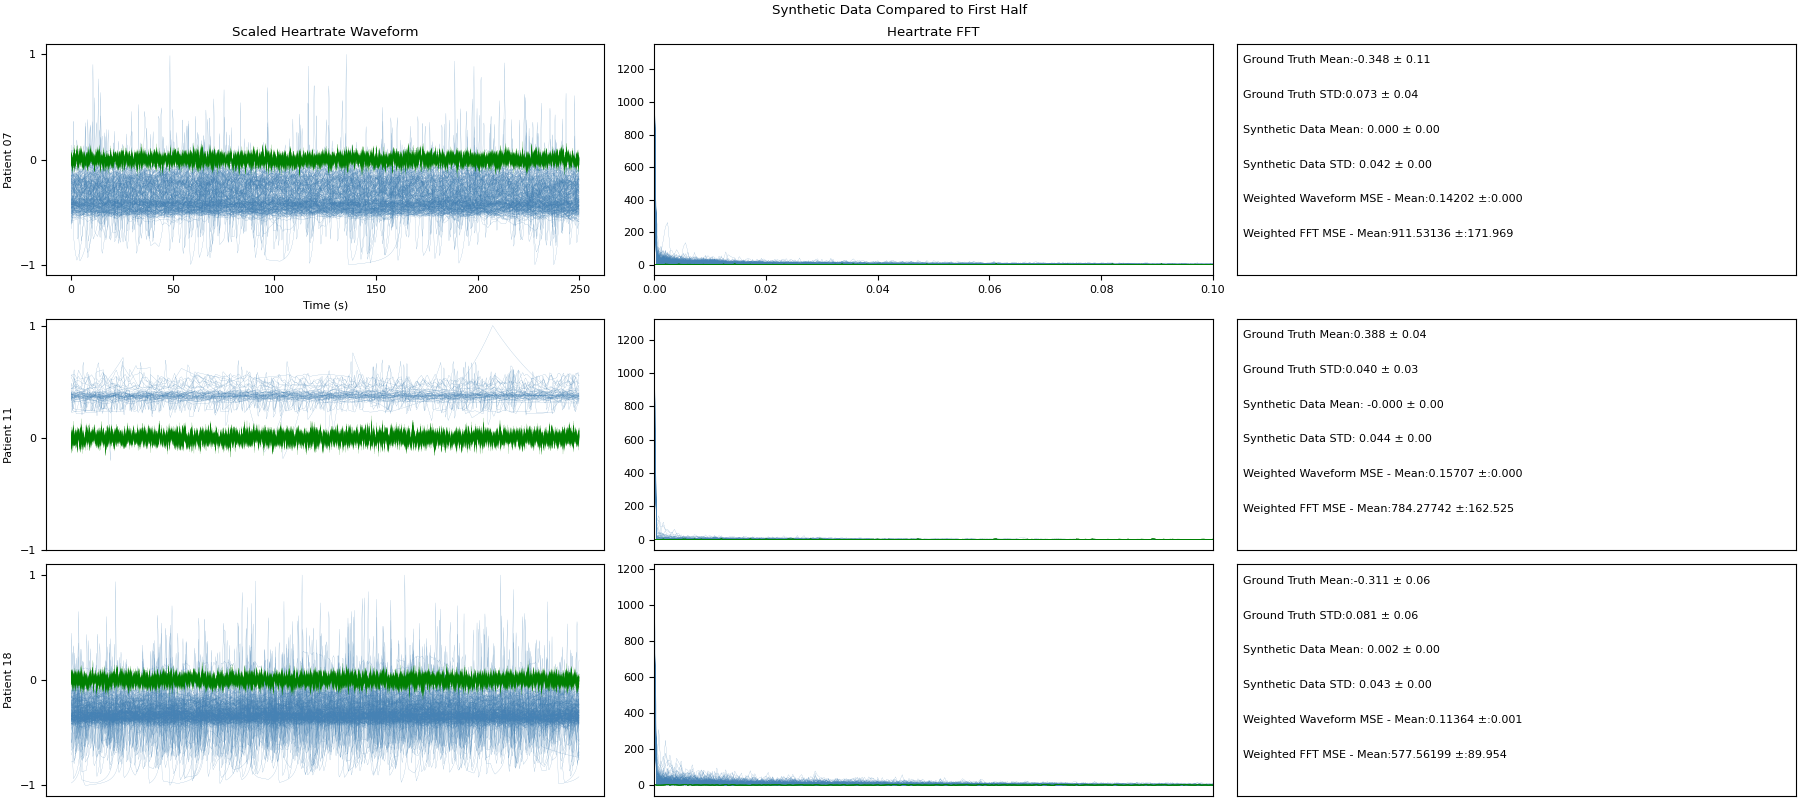 Synthetic Data Compared to First Half
Scaled Heartrate Waveform
Heartrate FFT
Patient 07
1
0
−1
0
50
100
150
200
250
Time (s)
1200
1000
800
600
400
200
0
0.00
0.02
0.04
0.06
0.08
0.10
Ground Truth Mean:-0.348 ± 0.11
Ground Truth STD:0.073 ± 0.04
Synthetic Data Mean: 0.000 ± 0.00
Synthetic Data STD: 0.042 ± 0.00
Weighted Waveform MSE - Mean:0.14202 ±:0.000
Weighted FFT MSE - Mean:911.53136 ±:171.969
Patient 11
1
0
−1
1200
1000
800
600
400
200
0
Ground Truth Mean:0.388 ± 0.04
Ground Truth STD:0.040 ± 0.03
Synthetic Data Mean: -0.000 ± 0.00
Synthetic Data STD: 0.044 ± 0.00
Weighted Waveform MSE - Mean:0.15707 ±:0.000
Weighted FFT MSE - Mean:784.27742 ±:162.525
Patient 18
1
0
−1
1200
1000
800
600
400
200
0
Ground Truth Mean:-0.311 ± 0.06
Ground Truth STD:0.081 ± 0.06
Synthetic Data Mean: 0.002 ± 0.00
Synthetic Data STD: 0.043 ± 0.00
Weighted Waveform MSE - Mean:0.11364 ±:0.001
Weighted FFT MSE - Mean:577.56199 ±:89.954